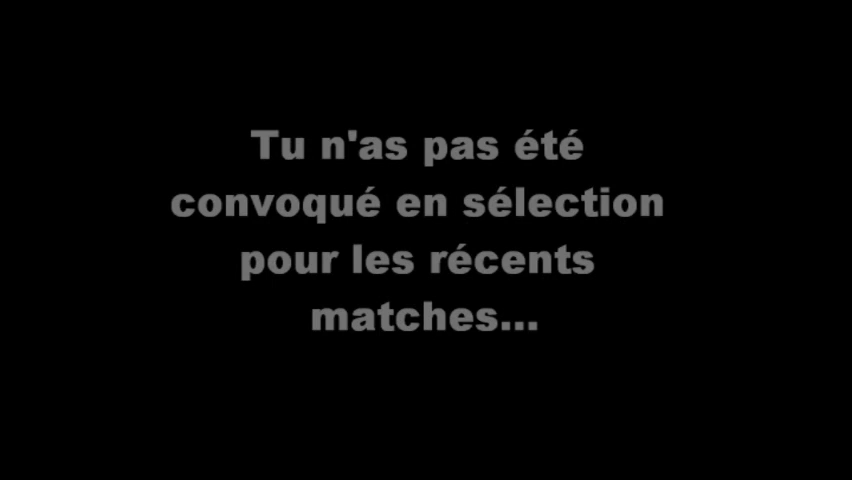 Tu n'as pas été
convoqué en sélection
pour les récents
matches...